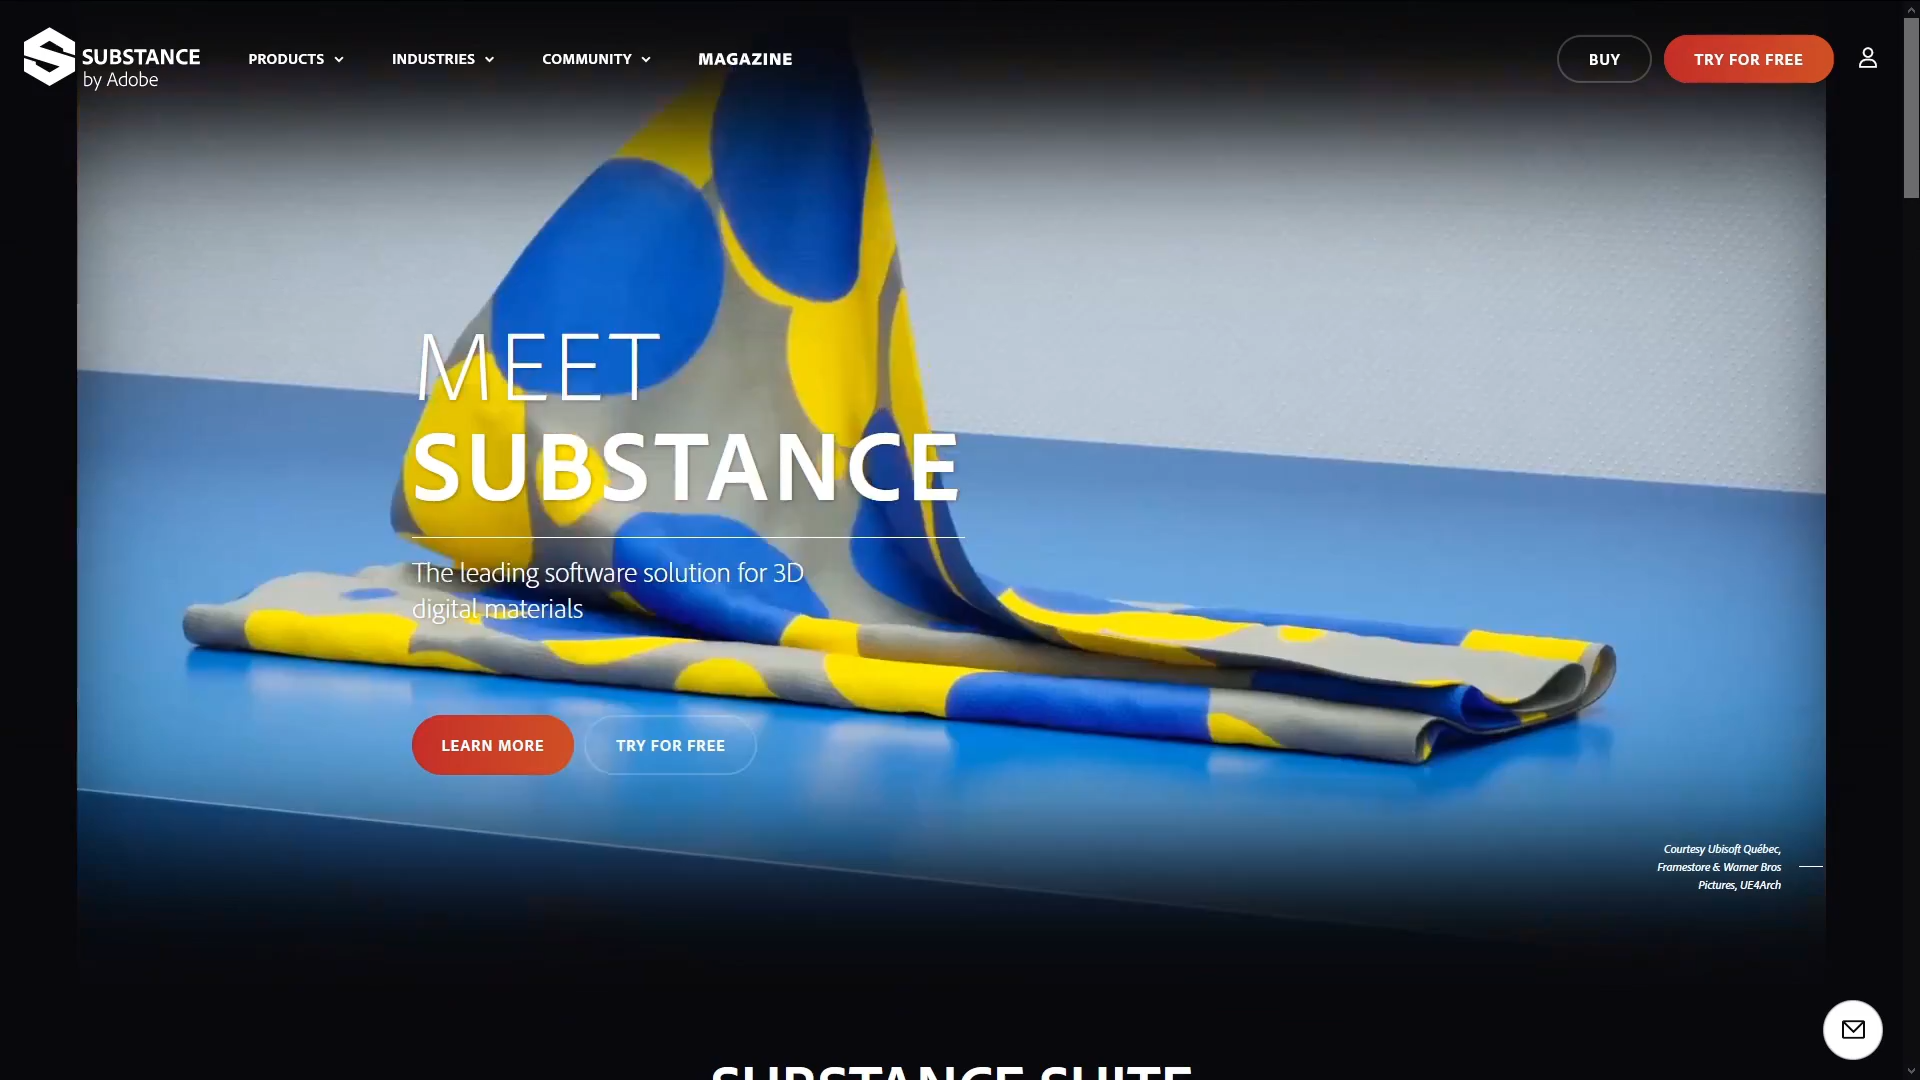 SUBSTANCE
by Adobe
PRODUCTS
INDUSTRIES
COMMUNITY
MAGAZINE
BUY
TRY FOR FREE
MEET
SUBSTANCE
The leading software solution for 3D
digital materials
LEARN MORE
TRY FOR FREE
Courtesy Ubisoft Québec,
Framestore & Warner Bros
Pictures, UE4Arch
SUBSTANCE SUITE